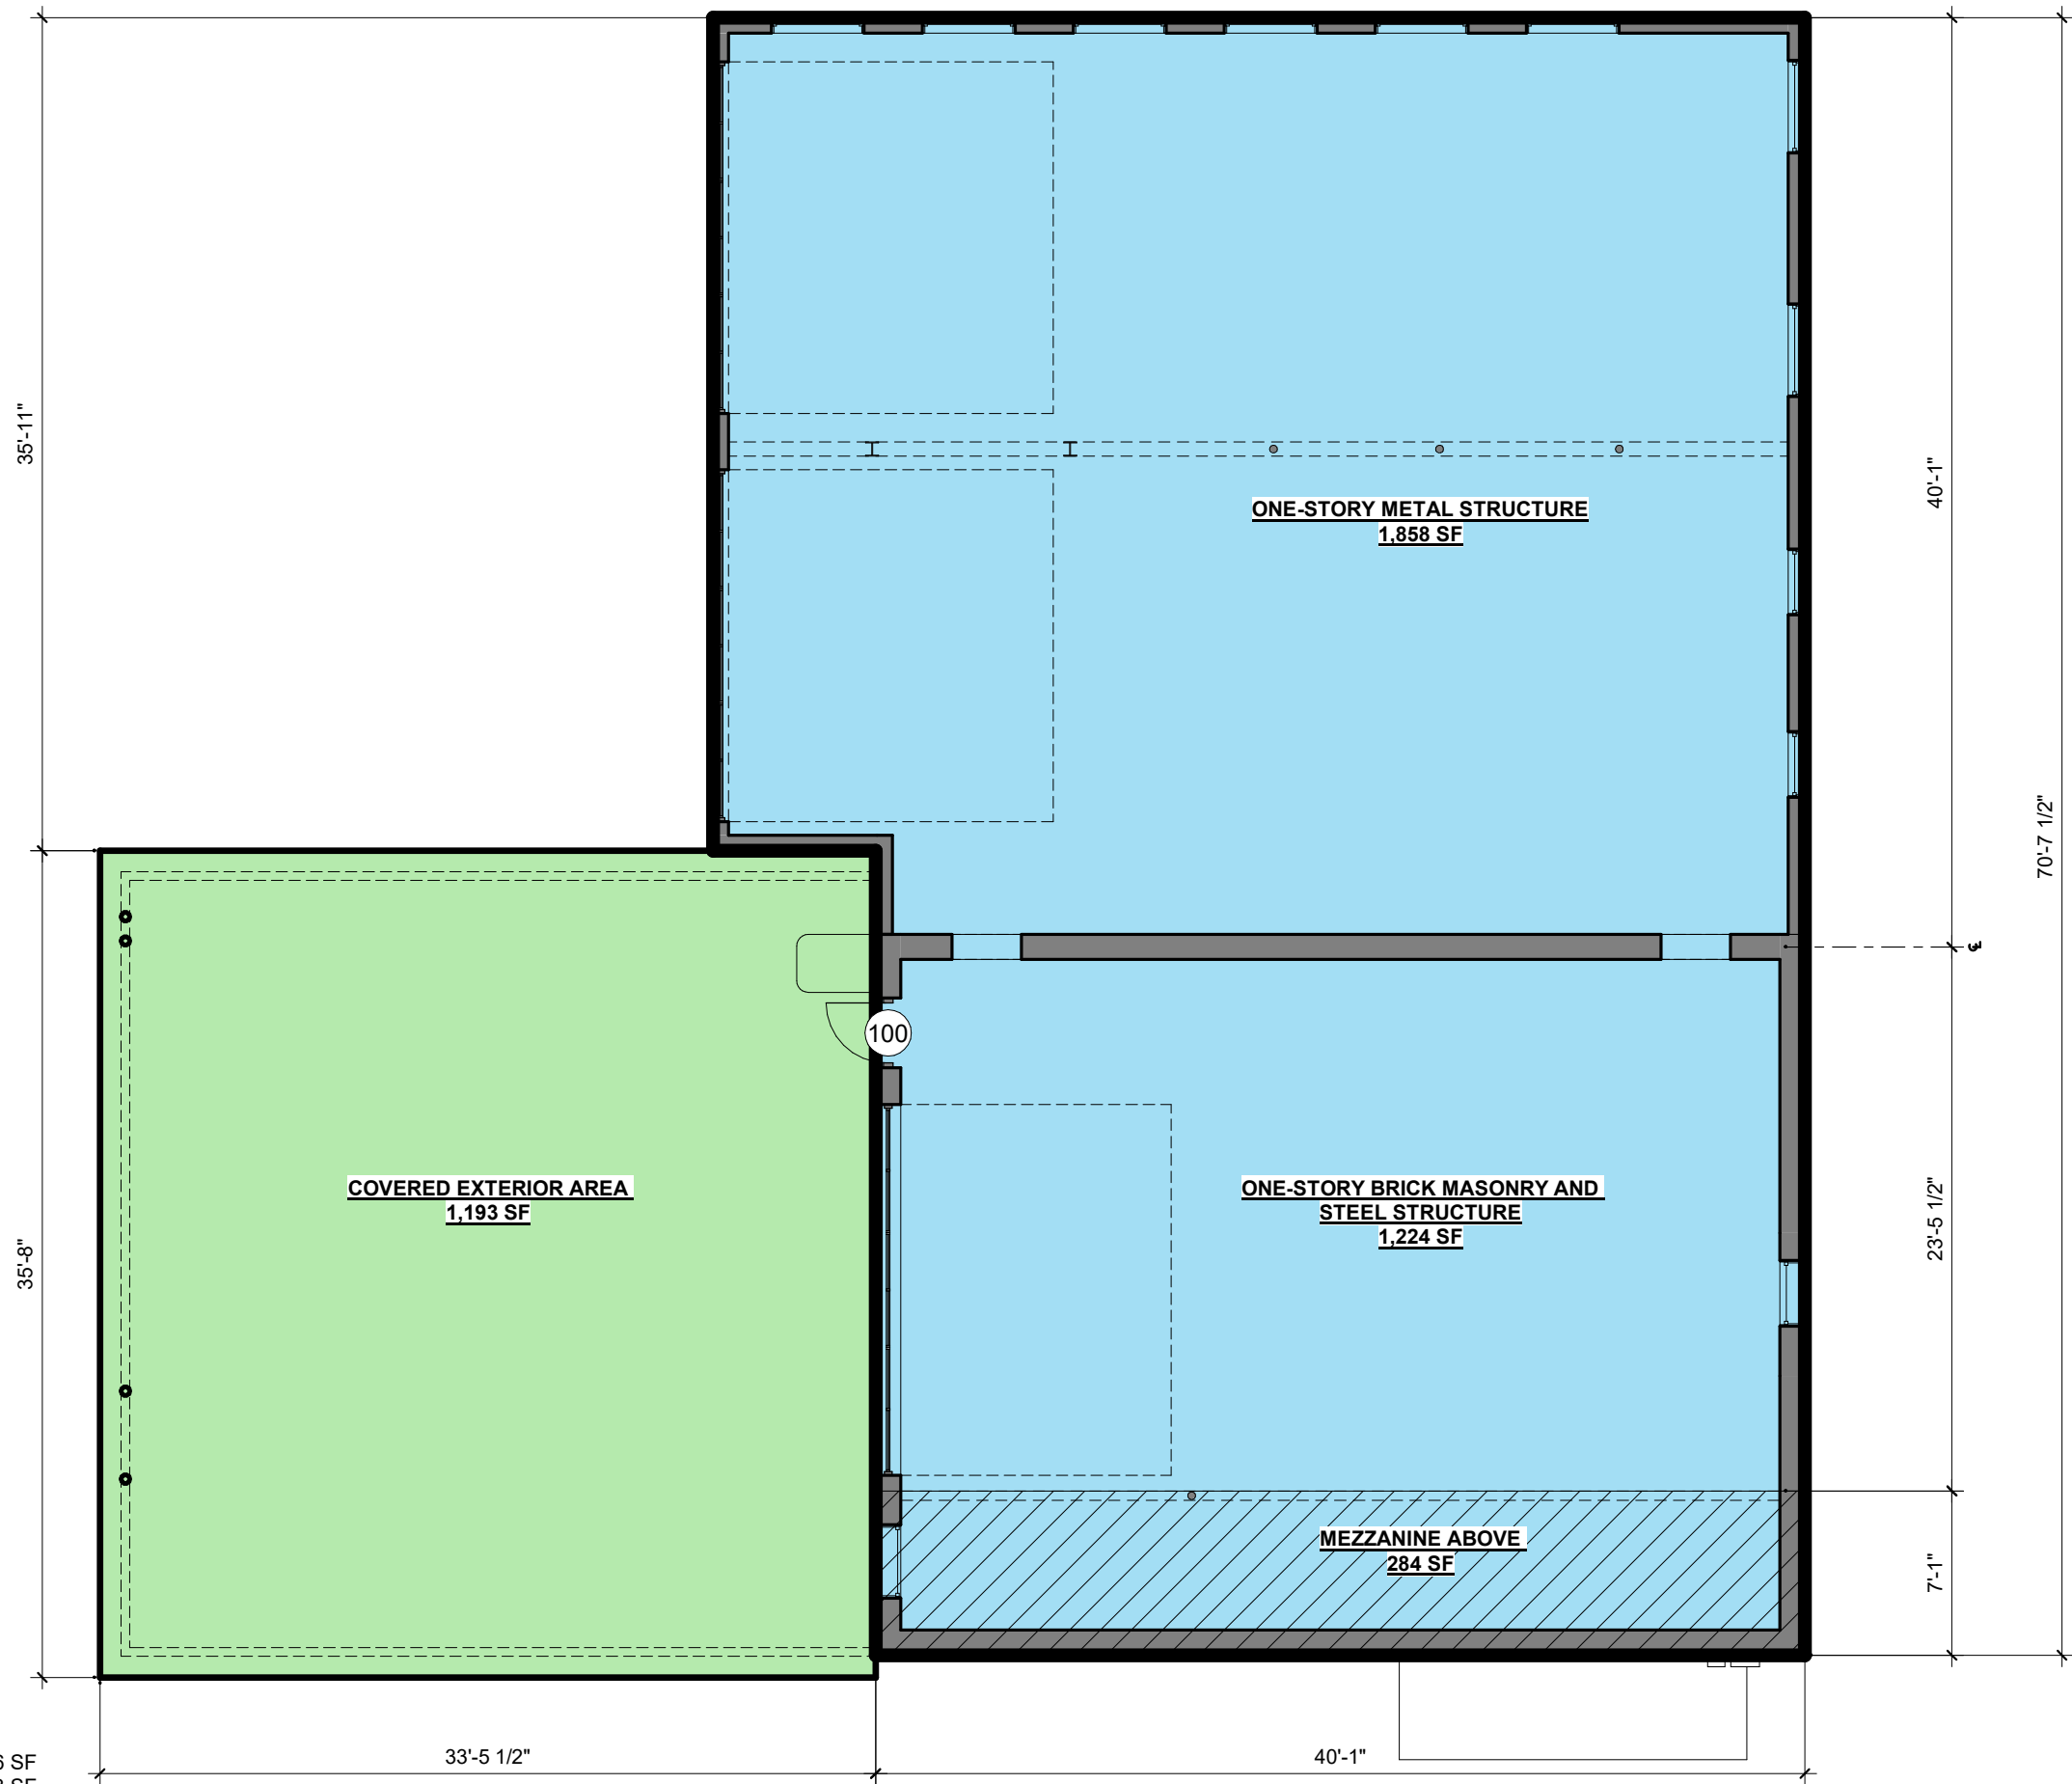 35'-11"
40'-1"
ONE-STORY METAL STRUCTURE
1,858 SF
70'-7 1/2"
℄
100
COVERED EXTERIOR AREA
1,193 SF
ONE-STORY BRICK MASONRY AND
STEEL STRUCTURE
1,224 SF
23'-5 1/2"
35'-8"
MEZZANINE ABOVE
284 SF
7'-1"
33'-5 1/2"
40'-1"
SF
SF